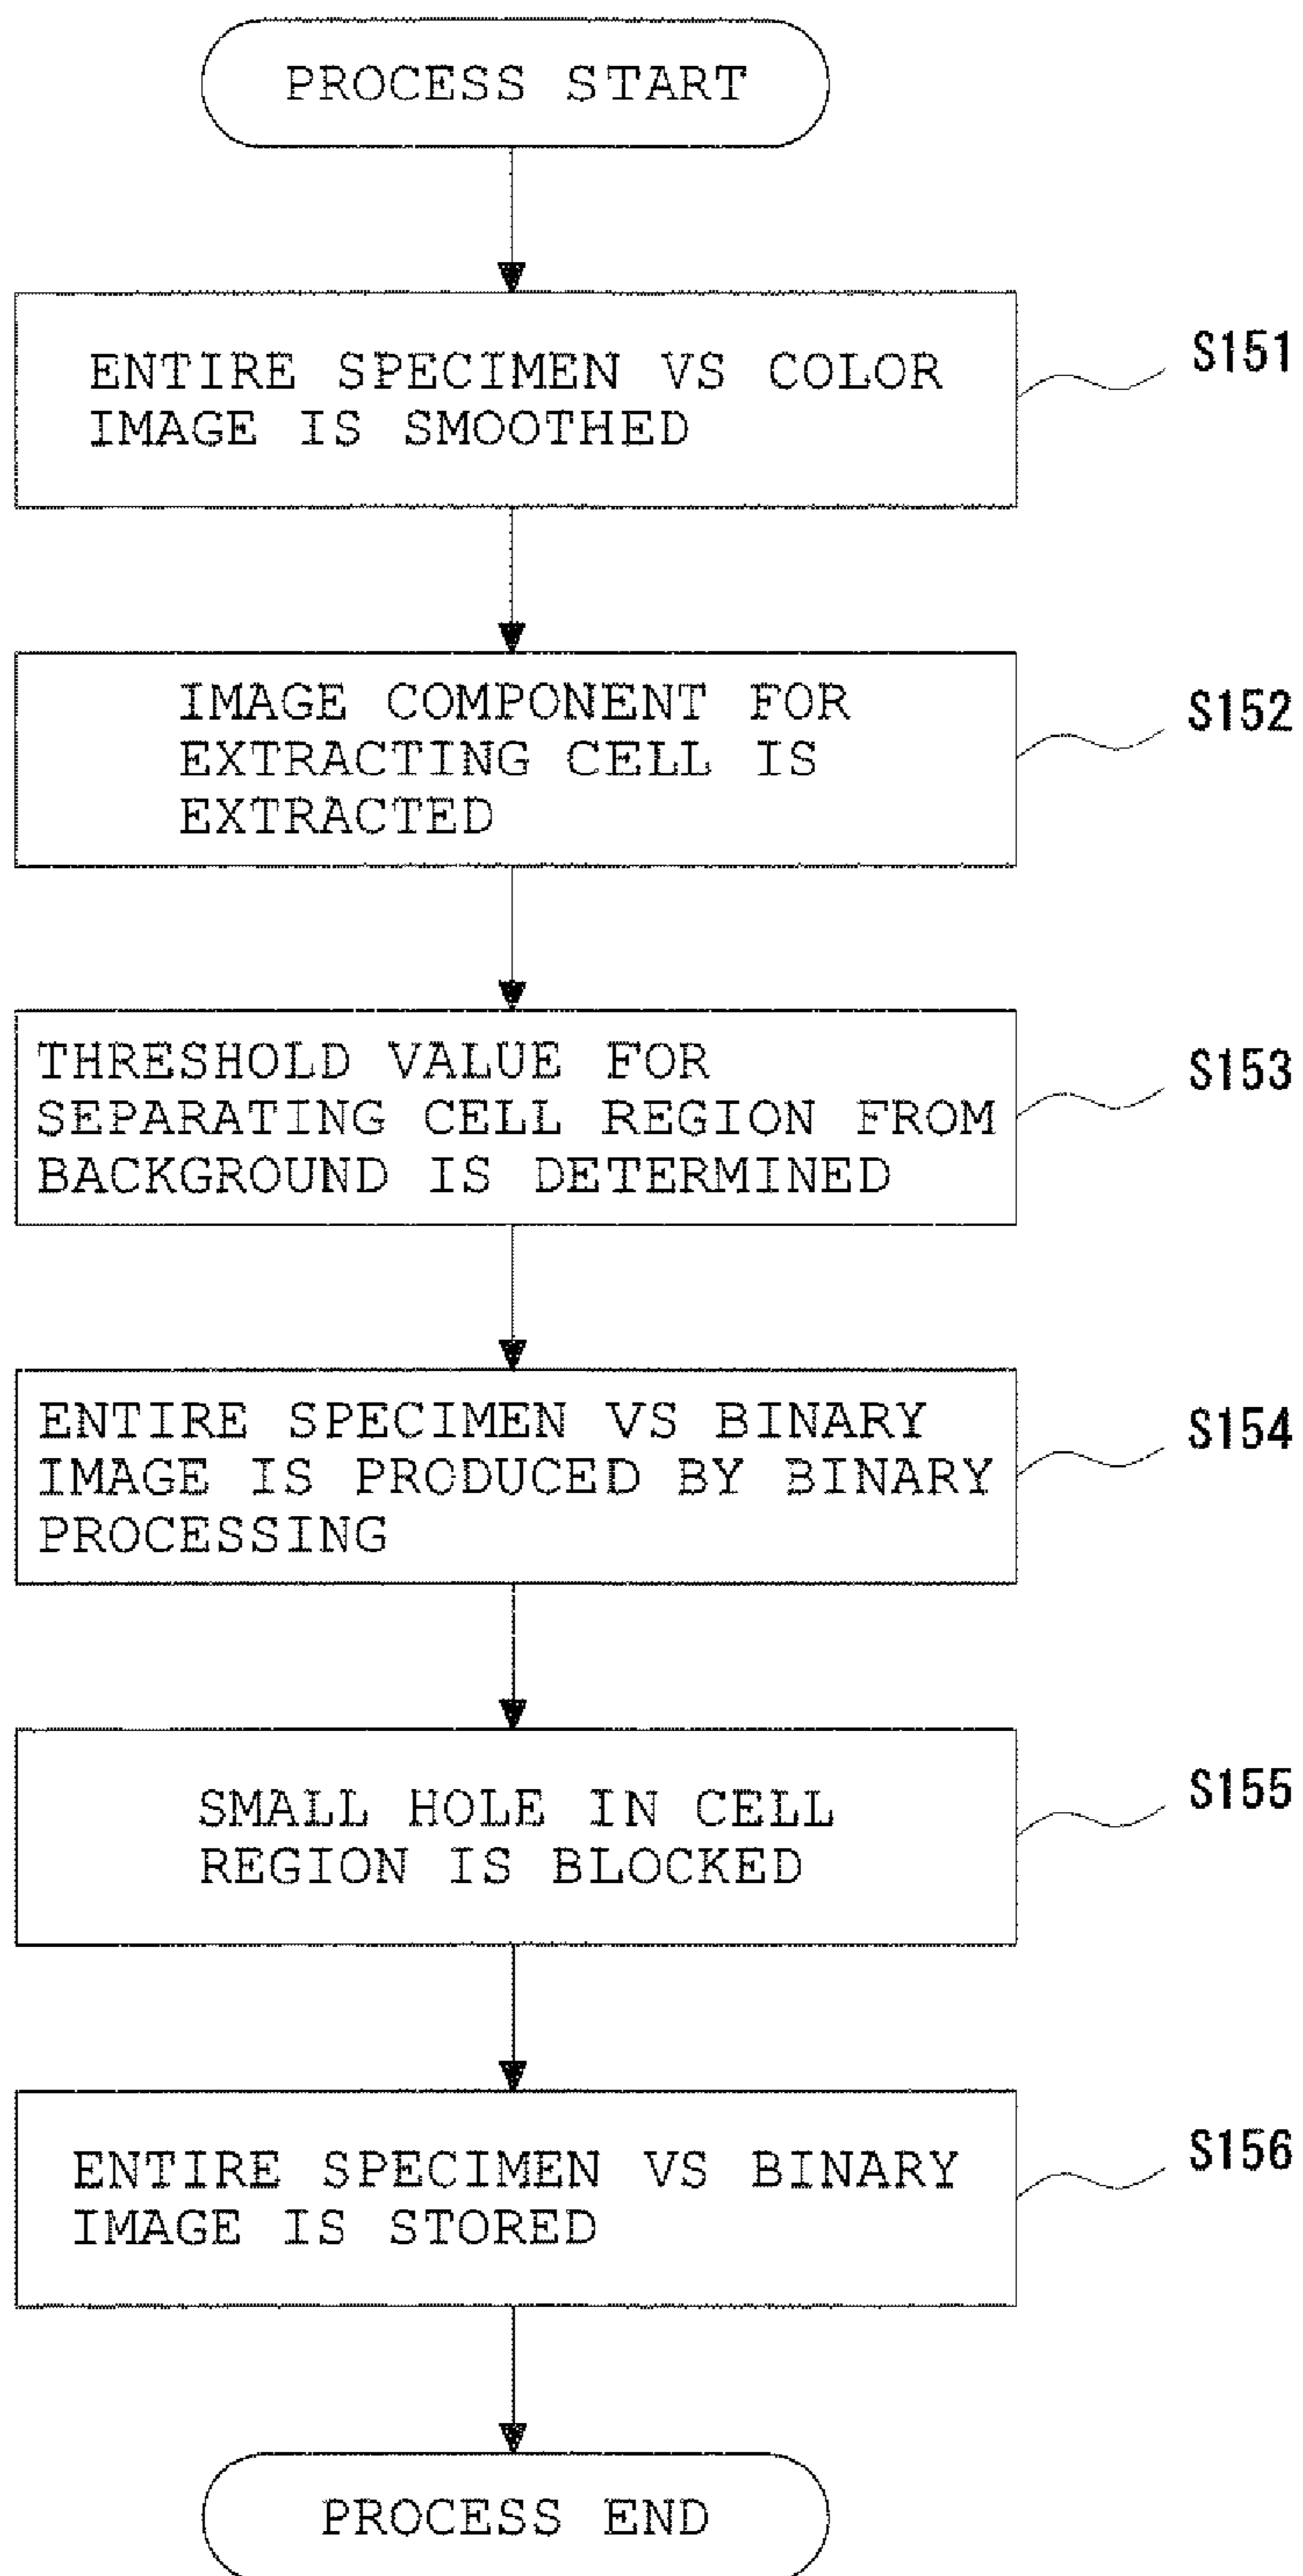 PROCESS START
ENTIRE SPECIMEN VS COLOR
IMAGE IS SMOOTHED
S151
IMAGE COMPONENT FOR
EXTRACTING CELL IS
EXTRACTED
S152
THRESHOLD VALUE FOR
SEPARATING CELL REGION FROM
BACKGROUND IS DETERMINED
S153
ENTIRE SPECIMEN VS BINARY
IMAGE IS PRODUCED BY BINARY
PROCESSING
S154
SMALL HOLE IN CELL
REGION IS BLOCKED
S155
ENTIRE SPECIMEN VS BINARY
IMAGE IS STORED
S156
PROCESS END